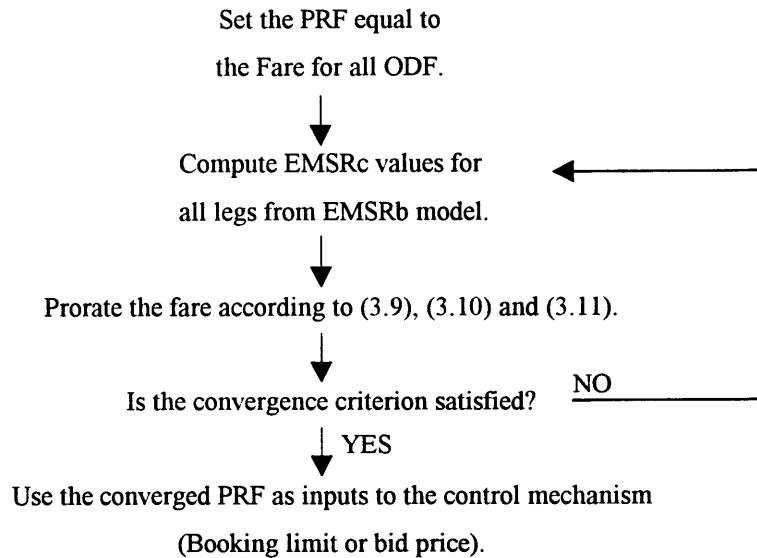 Set the PRF equal to
the Fare for all ODF.
Compute EMSRc values for
all legs from EMSRb model.
Prorate the fare according to (3.9), (3.10) and (3.11).
Is the convergence criterion satisfied?
NO
YES
Use the converged PRF as inputs to the control mechanism
(Booking limit or bid price).